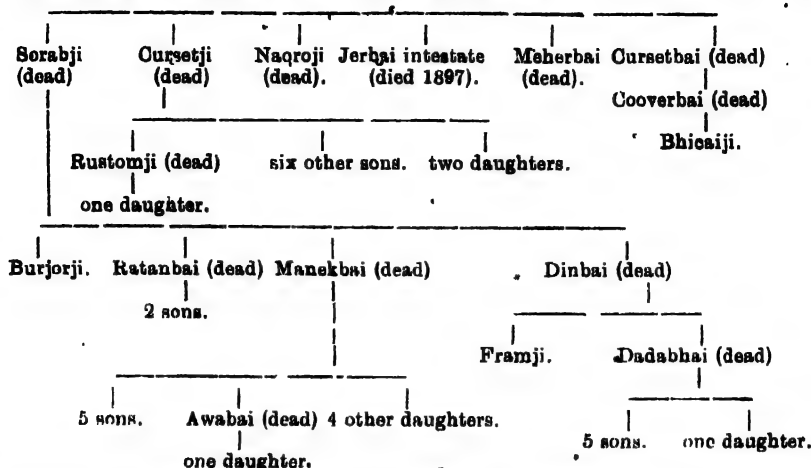 Sorabji Cursetji Naqroji Jerbai intestate Meherbai Cursetbai (dead)
(dead) (dead) (dead). (died 1897). (dead).
Cooverbai (dead)
Bhicaiji.
Rustomji (dead) six other sons. two daughters.
one daughter.
Burjorji. Ratanbai (dead) Manekbai (dead) Dinbai (dead)
2 sons.
Framji. Dadabhai (dead)
5 sons. Awabai (dead) 4 other daughters.
5 sons. one daughter.
one daughter.